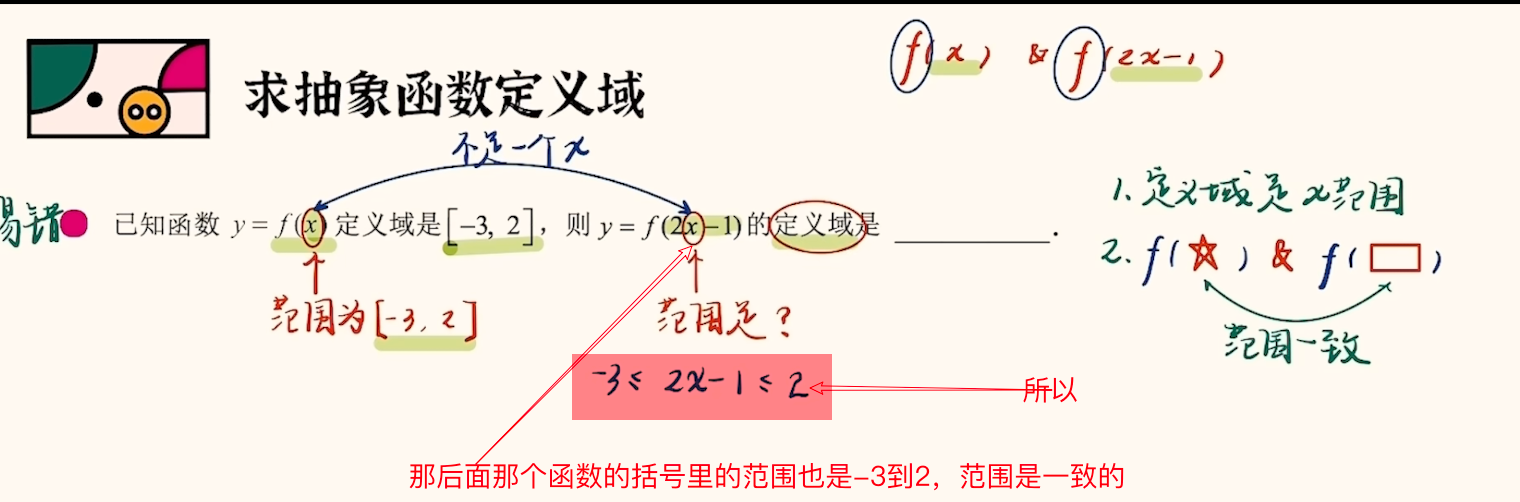 f(x) & f(2x-1)
求抽象函数定义域
不是一个x
易错
已知函数 y = f(x) 定义域是[-3, 2]，则 y = f(2x-1)的定义域是 ________.
1.定义域是x范围
2. f(☆) & f(□)
范围一致
范围为[-3, 2]
范围是？
-3≤ 2x-1 ≤ 2
所以
那后面那个函数的括号里的范围也是-3到2，范围是一致的